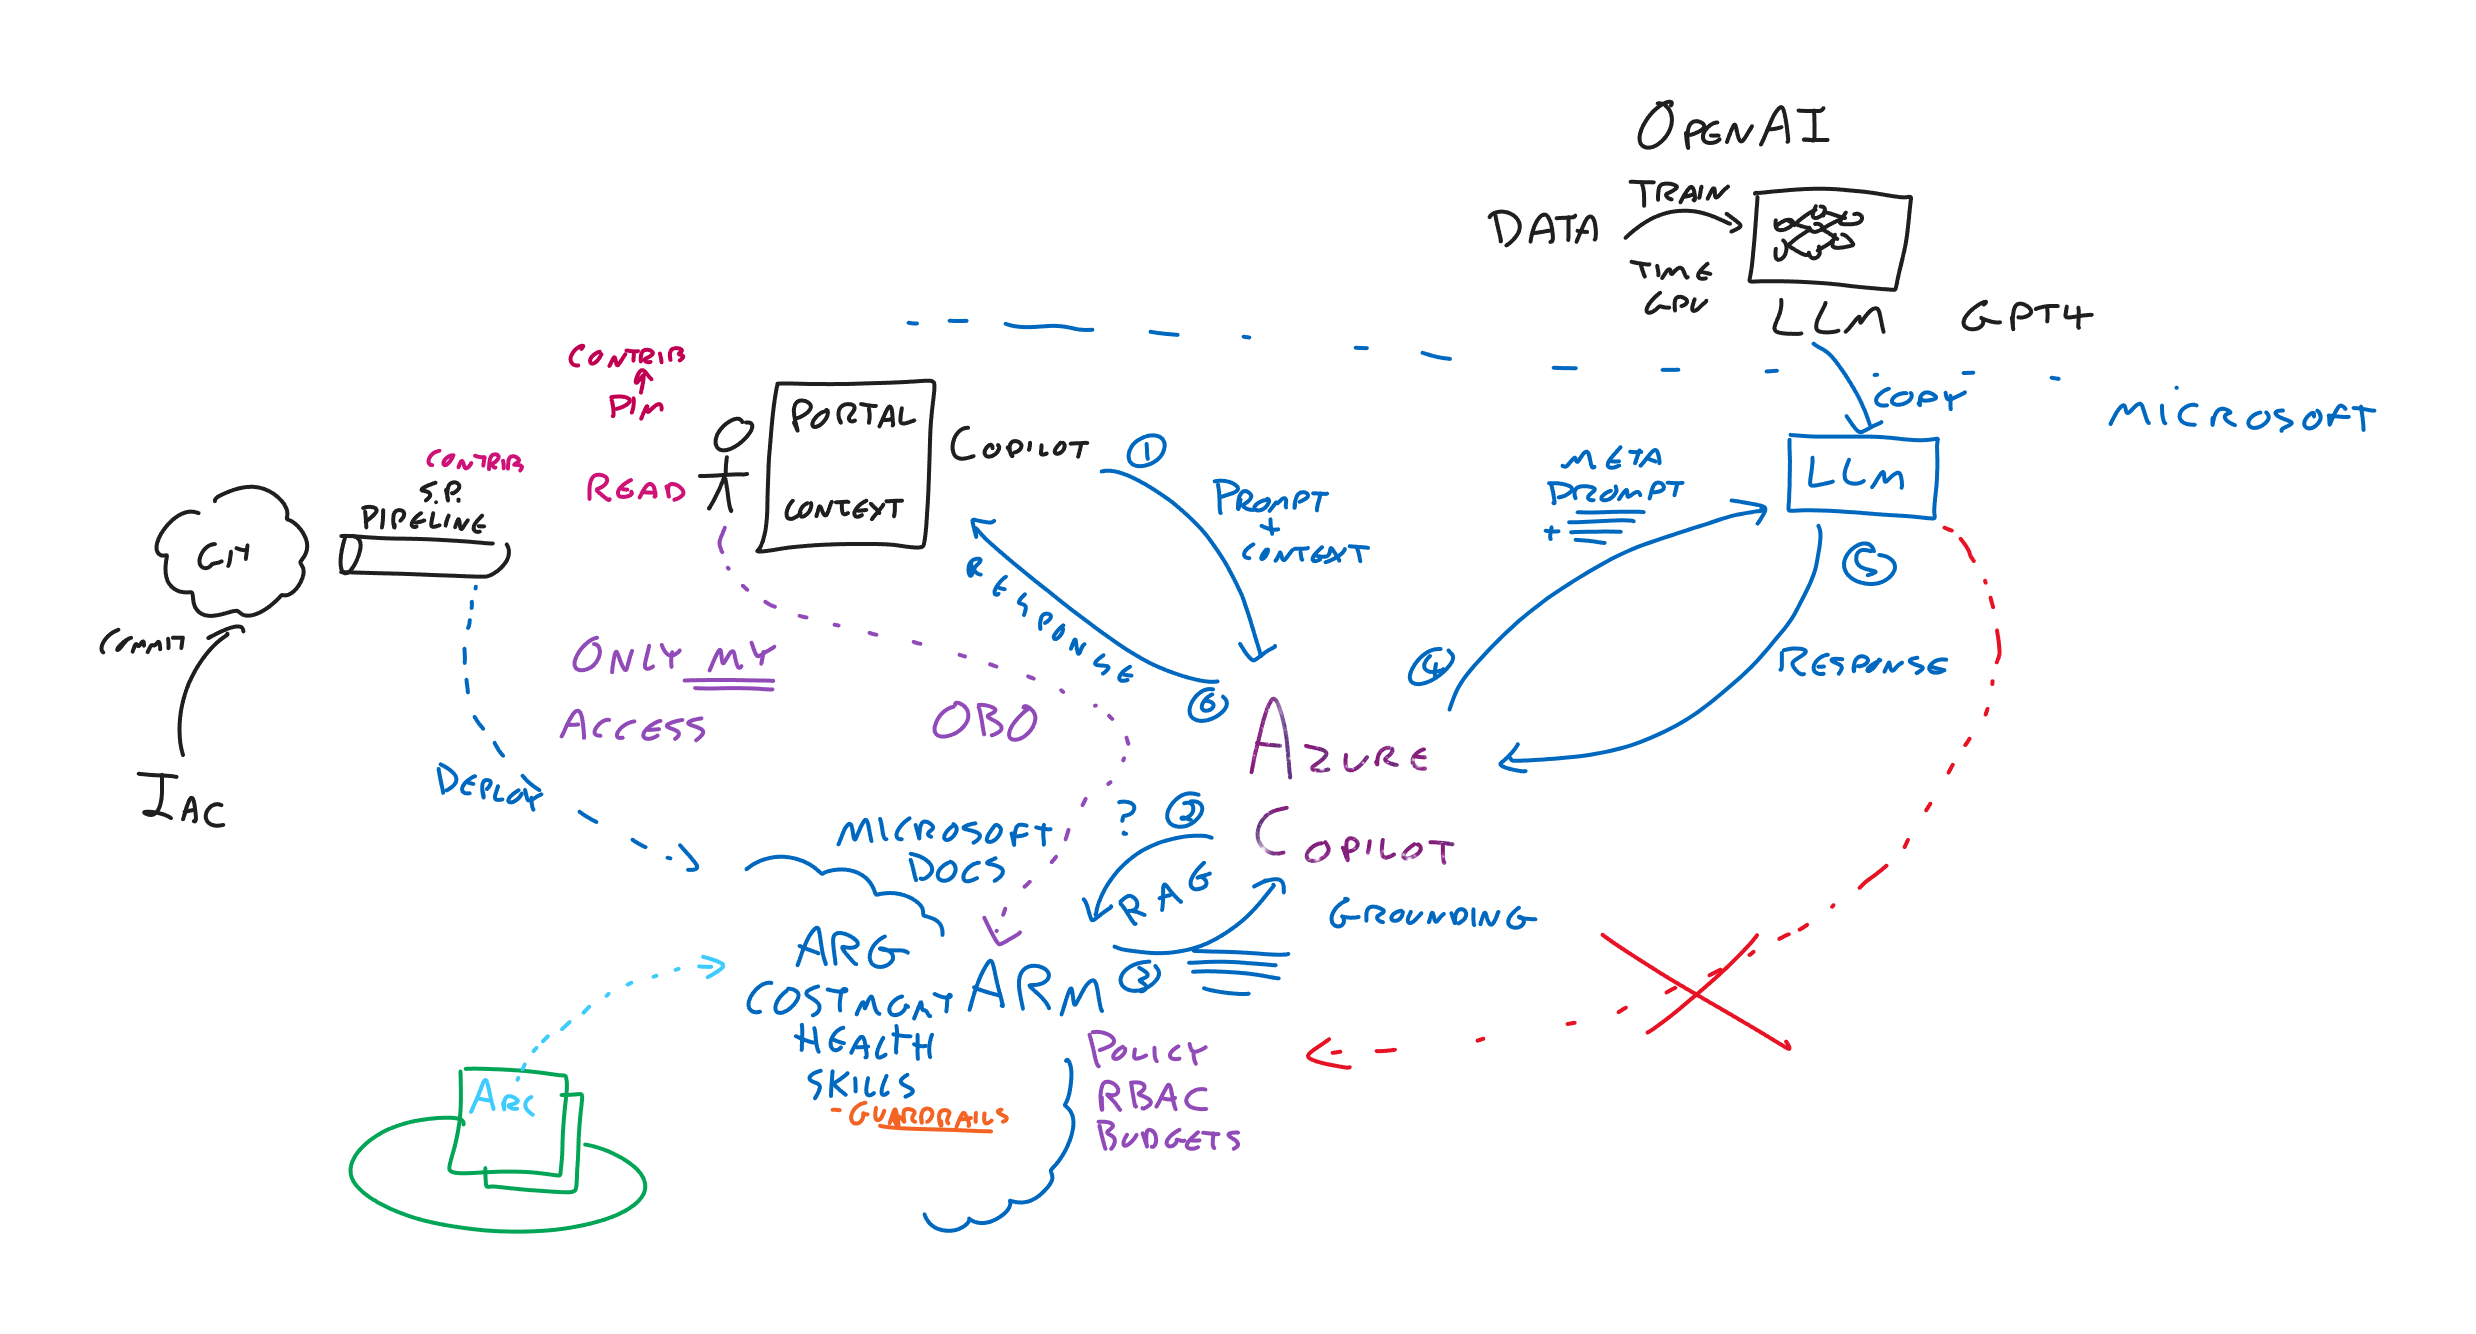 OPENAI
TRAIN
DATA
TIME
GPU
LLM
GPT4
COPY
MICROSOFT
LLM
META
PROMPT
+
CONTRIB
PIM
READ
PORTAL
CONTEXT
COPILOT
1
PROMPT
+
CONTEXT
RESPONSE
6
4
5
RESPONSE
CONTRIB
S.P.
PIPELINE
GIT
COMMIT
IAC
DEPLOY
ONLY MY
ACCESS
OBO
AZURE
COPILOT
? 2
RAG
GROUNDING
3
MICROSOFT
DOCS
ARG
COSTMGMT
HEALTH
SKILLS
- GUARDRAILS
ARM
POLICY
RBAC
BUDGETS
ARC